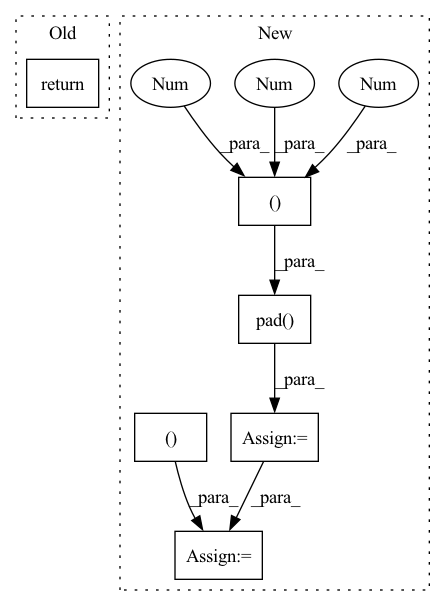 Old
New
return
Num
Num
Num
_para_
_para_
_para_
()
_para_
pad()
_para_
()
Assign:=
_para_
_para_
Assign:=